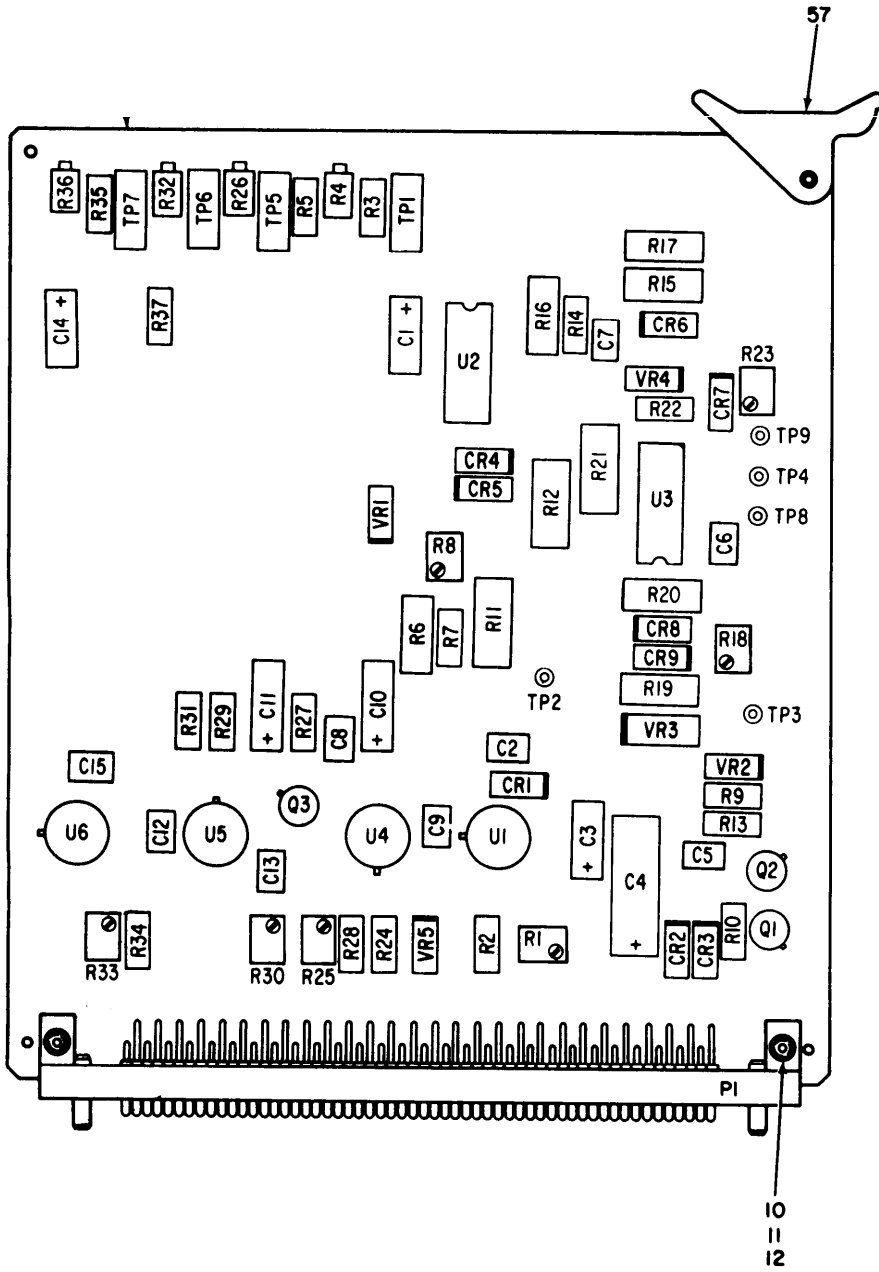 57
R36
R35
TP7
R32
TP6
R26
TP5
R5
R4
R3
TP1
R17
R15
CR6
C14 +
R37
C1 +
U2
R16
R14
C7
VR4
R22
CR7
R23
TP9
TP4
TP8
CR4
CR5
R12
R21
U3
C6
VR1
R8
R6
R7
R11
R20
CR8
CR9
R18
R19
TP2
TP3
VR3
R31
R29
+ C11
R27
C8
+ C10
C2
CR1
VR2
R9
R13
C15
U6
C12
U5
Q3
C13
U4
C9
U1
C3
+
C4
+
C5
Q2
Q1
R33
R34
R30
R25
R28
R24
VR5
R2
R1
CR2
CR3
R10
P1
10
11
12